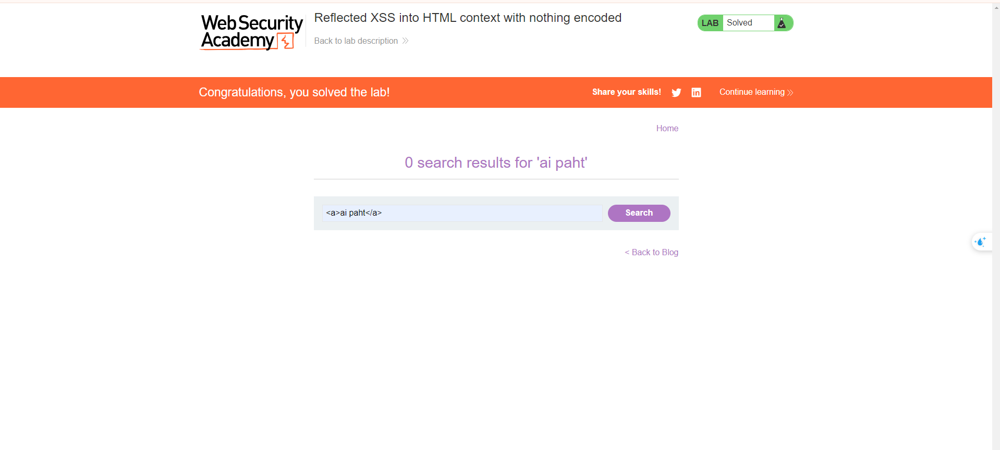 Web Security
Academy
Reflected XSS into HTML context with nothing encoded
Back to lab description
LAB Solved
Congratulations, you solved the lab!
Share your skills!
Continue learning
Home
0 search results for 'ai paht'
<a>ai paht</a>
Search
< Back to Blog